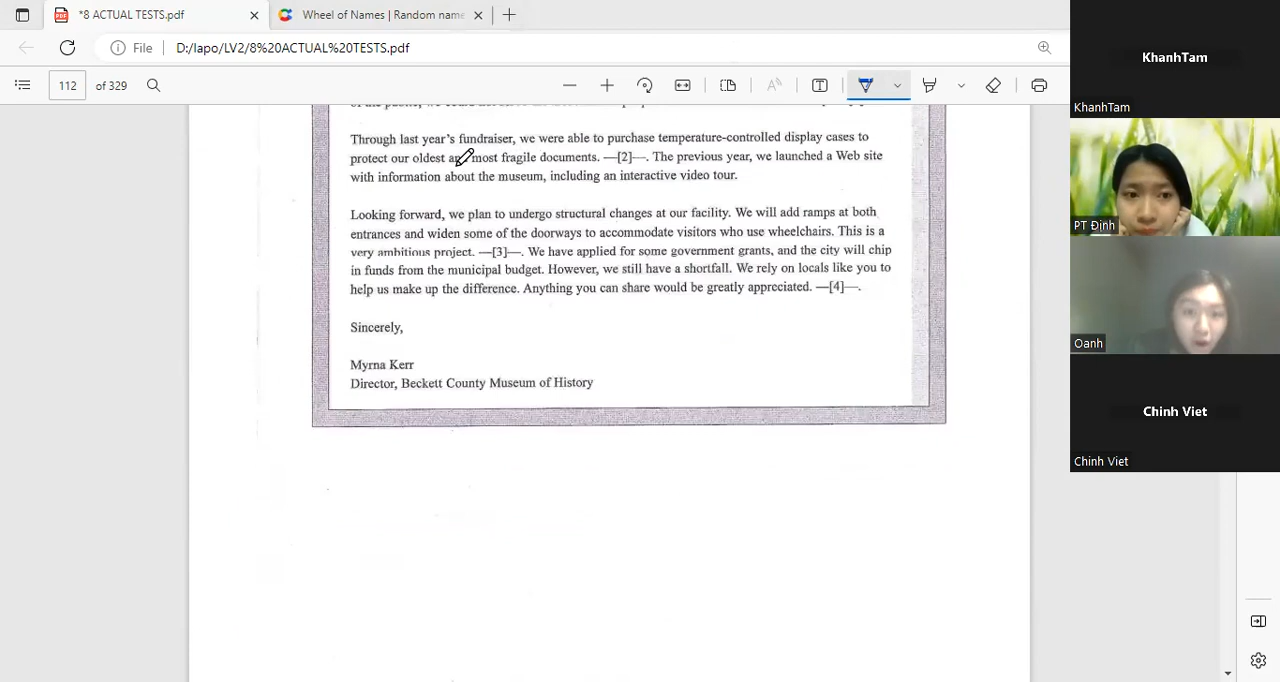 *8 ACTUAL TESTS.pdf
Wheel of Names | Random name
File
D:/lapo/LV2/8%20ACTUAL%20TESTS.pdf
112 of 329
Through last year's fundraiser, we were able to purchase temperature-controlled display cases to
protect our oldest and most fragile documents. —[2]—. The previous year, we launched a Web site
with information about the museum, including an interactive video tour.
Looking forward, we plan to undergo structural changes at our facility. We will add ramps at both
entrances and widen some of the doorways to accommodate visitors who use wheelchairs. This is a
very ambitious project. —[3]—. We have applied for some government grants, and the city will chip
in funds from the municipal budget. However, we still have a shortfall. We rely on locals like you to
help us make up the difference. Anything you can share would be greatly appreciated. —[4]—.
Sincerely,
Myrna Kerr
Director, Beckett County Museum of History
KhanhTam
KhanhTam
PT Định
Oanh
Chinh Viet
Chinh Viet